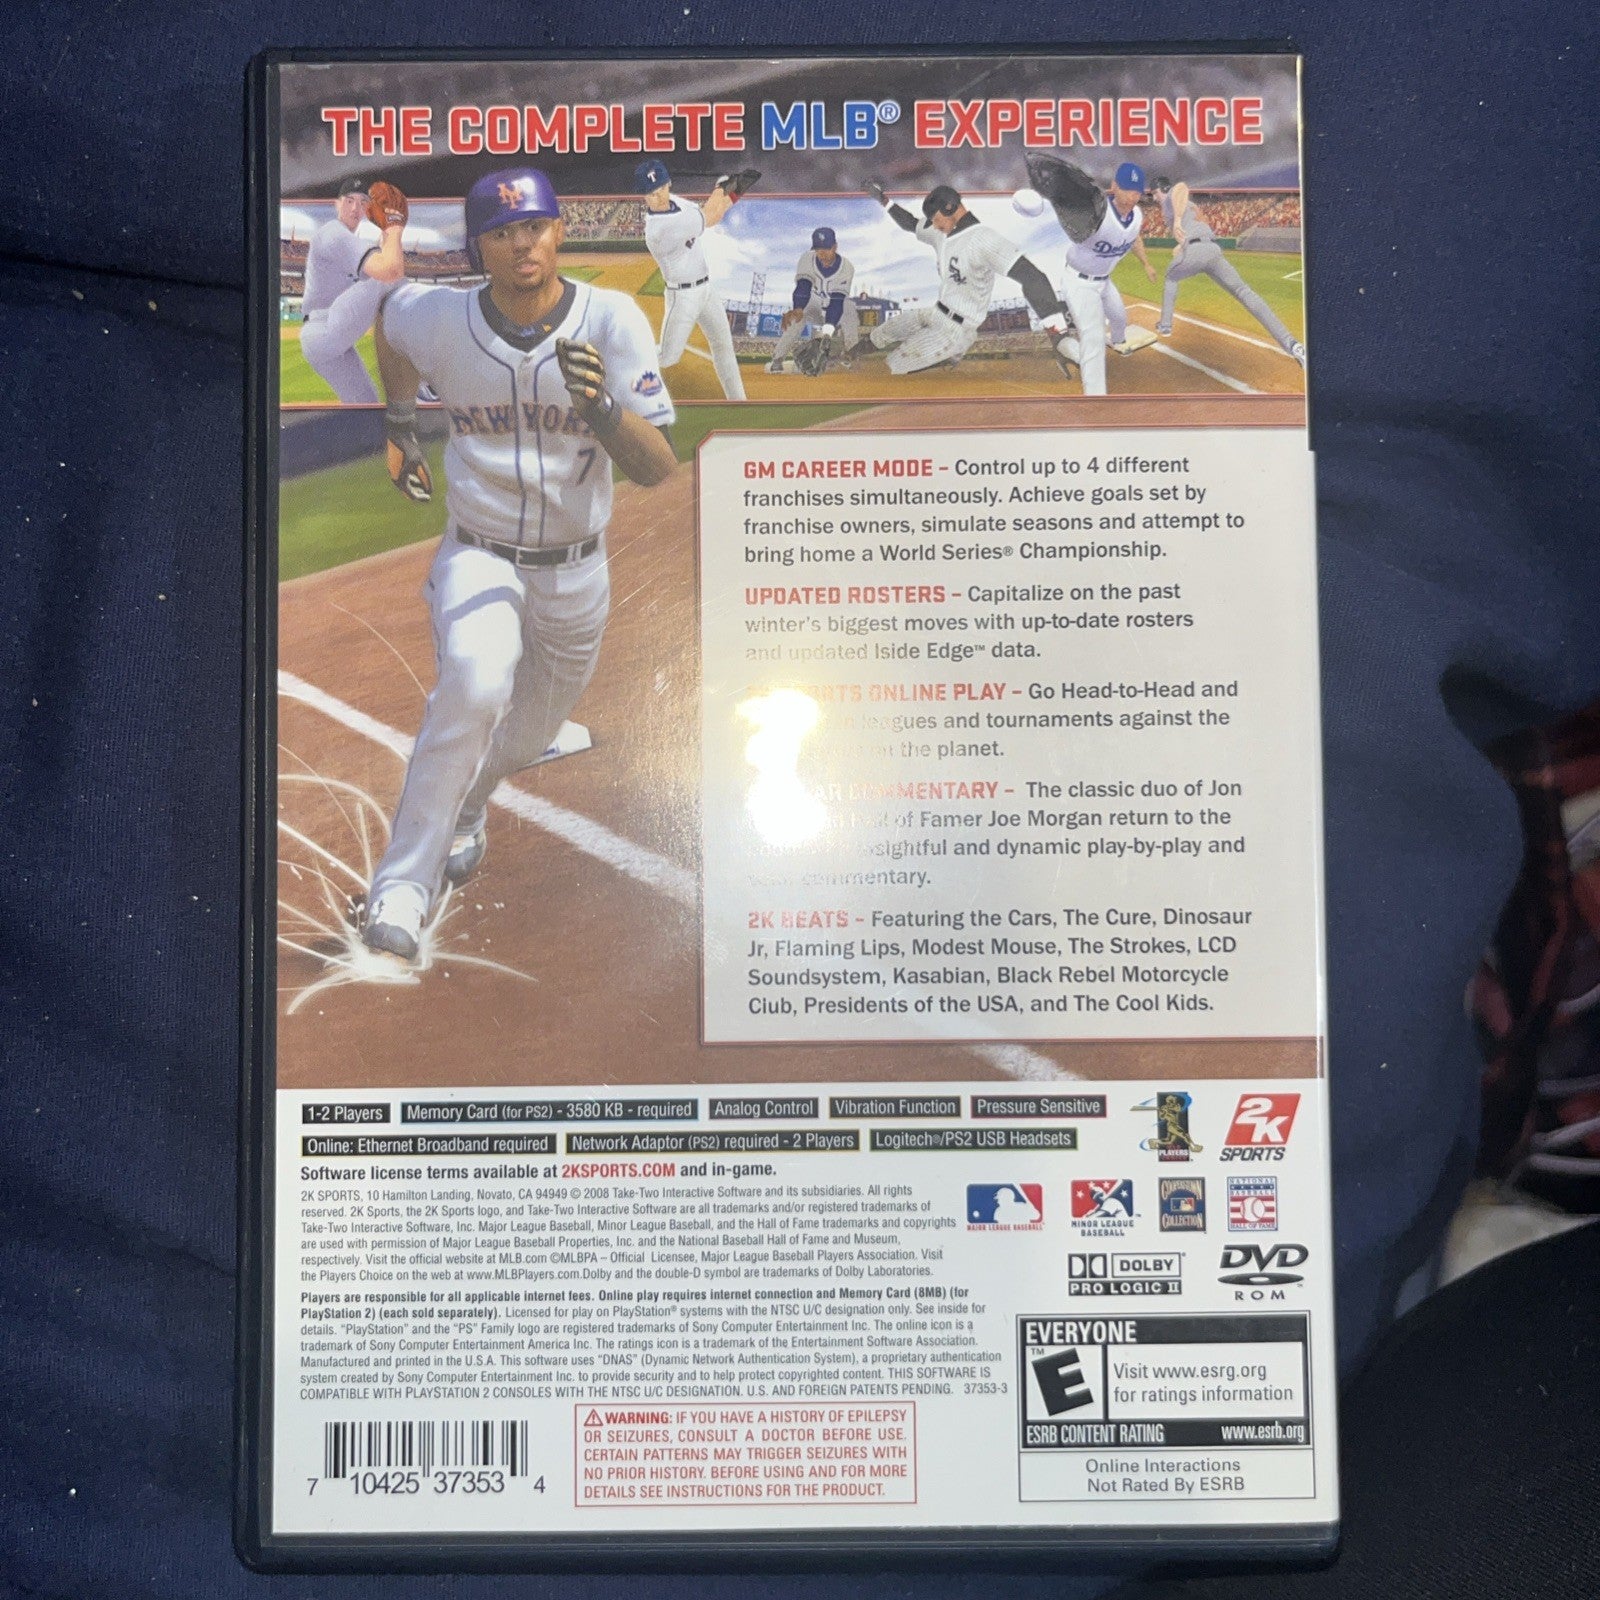 THE COMPLETE MLB® EXPERIENCE
NY
T
LA
Sox
Dodg
NEW YOR
7
GM CAREER MODE – Control up to 4 different
franchises simultaneously. Achieve goals set by
franchise owners, simulate seasons and attempt to
bring home a World Series® Championship.
UPDATED ROSTERS – Capitalize on the past
winter's biggest moves with up-to-date rosters
and updated Iside Edge™ data.
ONLINE PLAY – Go Head-to-Head and
leagues and tournaments against the
the planet.
COMMENTARY – The classic duo of Jon
of Famer Joe Morgan return to the
insightful and dynamic play-by-play and
commentary.
2K BEATS – Featuring the Cars, The Cure, Dinosaur
Jr, Flaming Lips, Modest Mouse, The Strokes, LCD
Soundsystem, Kasabian, Black Rebel Motorcycle
Club, Presidents of the USA, and The Cool Kids.
1-2 Players Memory Card (for PS2) - 3580 KB - required Analog Control Vibration Function Pressure Sensitive
Online: Ethernet Broadband required Network Adaptor (PS2) required - 2 Players Logitech®/PS2 USB Headsets
PLAYERS
2K
SPORTS
Software license terms available at 2KSPORTS.COM and in-game.
2K SPORTS, 10 Hamilton Landing, Novato, CA 94949 © 2008 Take-Two Interactive Software and its subsidiaries. All rights
reserved. 2K Sports, the 2K Sports logo, and Take-Two Interactive Software are all trademarks and/or registered trademarks of
Take-Two Interactive Software, Inc. Major League Baseball, Minor League Baseball, and the Hall of Fame trademarks and copyrights
are used with permission of Major League Baseball Properties, Inc. and the National Baseball Hall of Fame and Museum,
respectively. Visit the official website at MLB.com ©MLBPA – Official Licensee, Major League Baseball Players Association. Visit
the Players Choice on the web at www.MLBPlayers.com.Dolby and the double-D symbol are trademarks of Dolby Laboratories.
MAJOR LEAGUE BASEBALL
MINOR LEAGUE
BASEBALL
COOPERSTOWN
COLLECTION
NATIONAL
BASEBALL
HALL OF FAME
DOLBY
PRO LOGIC II
DVD
ROM
Players are responsible for all applicable internet fees. Online play requires internet connection and Memory Card (8MB) (for
PlayStation 2) (each sold separately). Licensed for play on PlayStation® systems with the NTSC U/C designation only. See inside for
details. "PlayStation" and the "PS" Family logo are registered trademarks of Sony Computer Entertainment Inc. The online icon is a
trademark of Sony Computer Entertainment America Inc. The ratings icon is a trademark of the Entertainment Software Association.
Manufactured and printed in the U.S.A. This software uses "DNAS" (Dynamic Network Authentication System), a proprietary authentication
system created by Sony Computer Entertainment Inc. to provide security and to help protect copyrighted content. THIS SOFTWARE IS
COMPATIBLE WITH PLAYSTATION 2 CONSOLES WITH THE NTSC U/C DESIGNATION. U.S. AND FOREIGN PATENTS PENDING. 37353-3
EVERYONE
E™
Visit www.esrg.org
for ratings information
ESRB CONTENT RATING www.esrb.org
Online Interactions
Not Rated By ESRB
7 10425 37353 4
WARNING: IF YOU HAVE A HISTORY OF EPILEPSY
OR SEIZURES, CONSULT A DOCTOR BEFORE USE.
CERTAIN PATTERNS MAY TRIGGER SEIZURES WITH
NO PRIOR HISTORY. BEFORE USING AND FOR MORE
DETAILS SEE INSTRUCTIONS FOR THE PRODUCT.